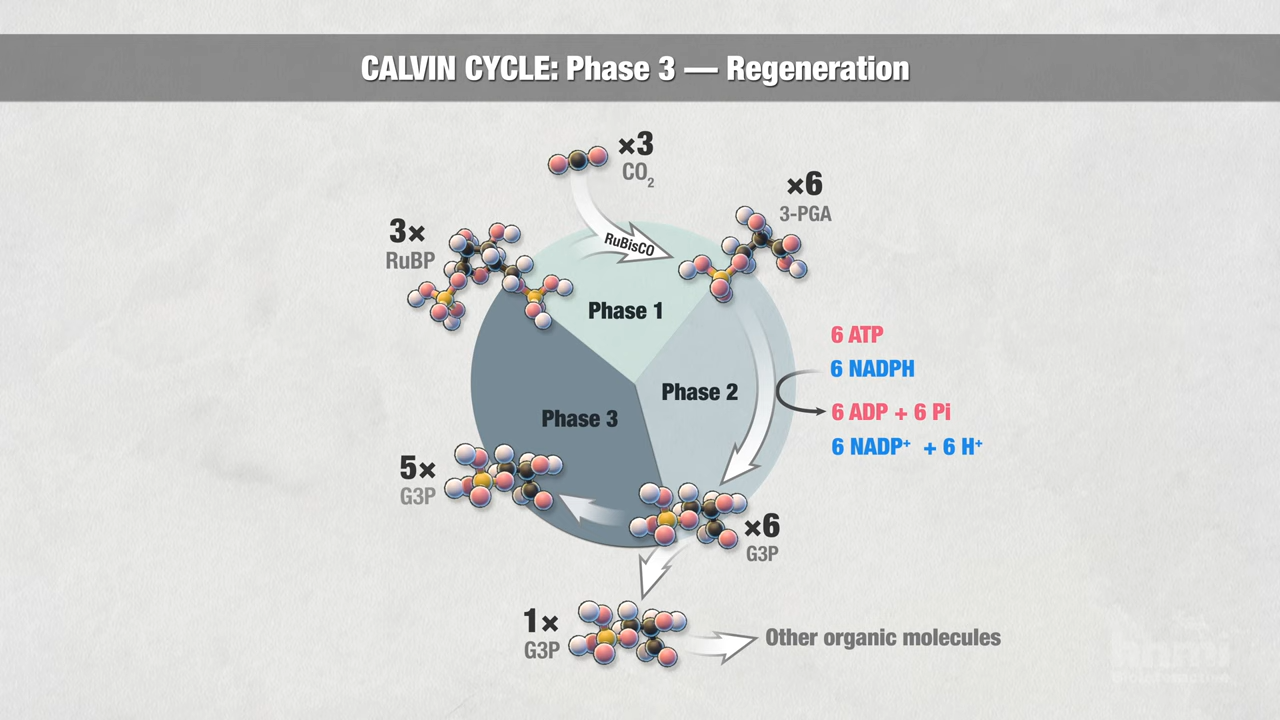 CALVIN CYCLE: Phase 3 — Regeneration
×3
CO₂
×6
3-PGA
3×
RuBP
RuBisCO
Phase 1
6 ATP
6 NADPH
Phase 2
6 ADP + 6 Pi
6 NADP⁺ + 6 H⁺
Phase 3
5×
G3P
×6
G3P
1×
G3P
Other organic molecules
hhmi
BioInteractive